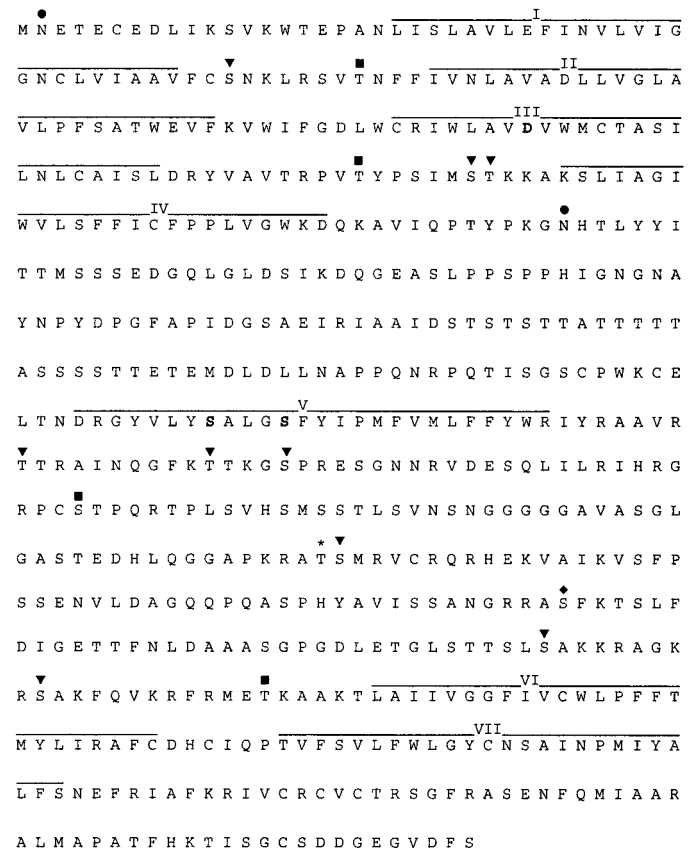 I
M N E T E C E D L I K S V K W T E P A N L I S L A V L E F I N V L V I G
II
G N C L V I A A V F C S N K L R S V T N F F I V N L A V A D L L V G L A
III
V L P F S A T W E V F K V W I F G D L W C R I W L A V D V W M C T A S I
L N L C A I S L D R Y V A V T R P V T Y P S I M S T K K A K S L I A G I
IV
W V L S F F I C F P P L V G W K D Q K A V I Q P T Y P K G N H T L Y Y I
T T M S S S E D G Q L G L D S I K D Q G E A S L P P S P P H I G N G N A
Y N P Y D P G F A P I D G S A E I R I A A I D S T S T S T T A T T T T T
A S S S S T T E T E M D L D L L N A P P Q N R P Q T I S G S C P W K C E
V
L T N D R G Y V L Y S A L G S F Y I P M F V M L F F Y W R I Y R A A V R
T T R A I N Q G F K T T K G S P R E S G N N R V D E S Q L I L R I H R G
R P C S T P Q R T P L S V H S M S S T L S V N S N G G G G G A V A S G L
*
G A S T E D H L Q G G A P K R A T S M R V C R Q R H E K V A I K V S F P
S S E N V L D A G Q Q P Q A S P H Y A V I S S A N G R R A S F K T S L F
D I G E T T F N L D A A A S G P G D L E T G L S T T S L S A K K R A G K
VI
R S A K F Q V K R F R M E T K A A K T L A I I V G G F I V C W L P F F T
VII
M Y L I R A F C D H C I Q P T V F S V L F W L G Y C N S A I N P M I Y A
L F S N E F R I A F K R I V C R C V C T R S G F R A S E N F Q M I A A R
A L M A P A T F H K T I S G C S D D G E G V D F S